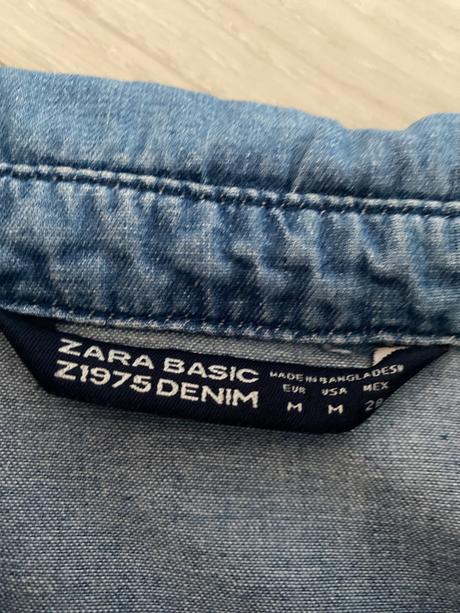 ZARA BASIC
Z1975 DENIM
MADE IN BANGLADESH
EUR USA MEX
M M 28